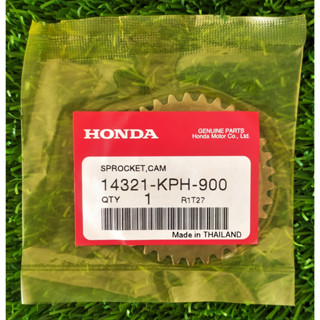 HONDA
GENUINE PARTS
Honda Motor Co., Ltd.
SPROCKET,CAM
14321-KPH-900
QTY 1 R1T27
Made in THAILAND